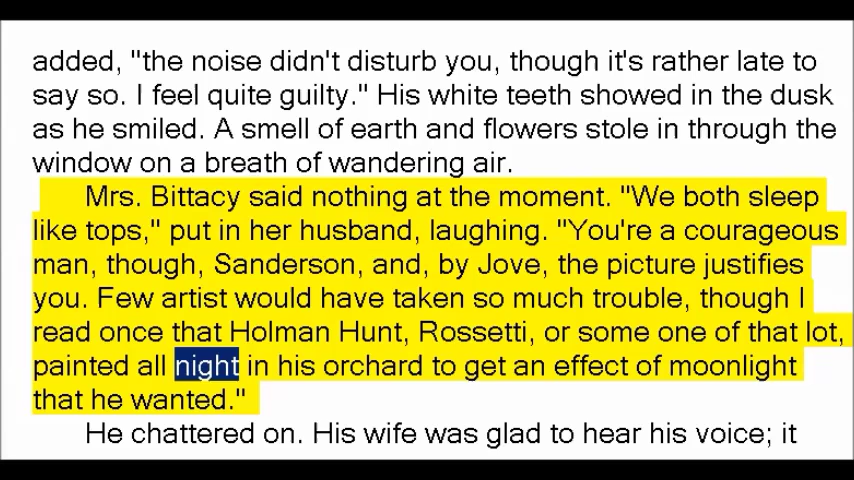 added, "the noise didn't disturb you, though it's rather late to
say so. I feel quite guilty." His white teeth showed in the dusk
as he smiled. A smell of earth and flowers stole in through the
window on a breath of wandering air.
Mrs. Bittacy said nothing at the moment. "We both sleep
like tops," put in her husband, laughing. "You're a courageous
man, though, Sanderson, and, by Jove, the picture justifies
you. Few artist would have taken so much trouble, though I
read once that Holman Hunt, Rossetti, or some one of that lot,
painted all night in his orchard to get an effect of moonlight
that he wanted."
He chattered on. His wife was glad to hear his voice; it